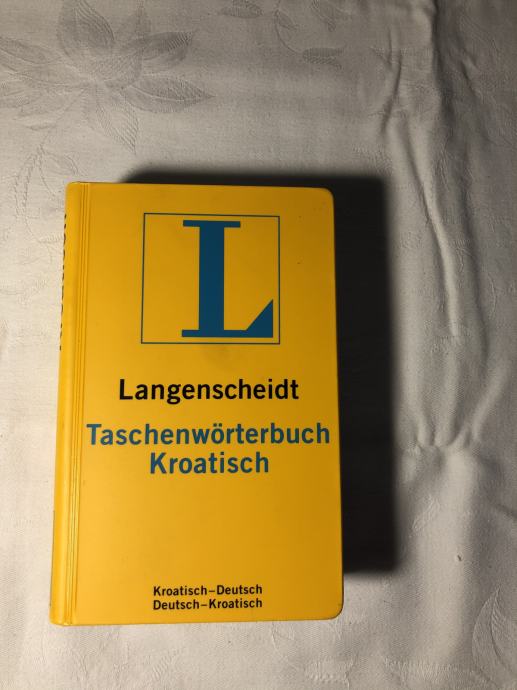 L
Langenscheidt
Taschenwörterbuch
Kroatisch
Kroatisch–Deutsch
Deutsch–Kroatisch